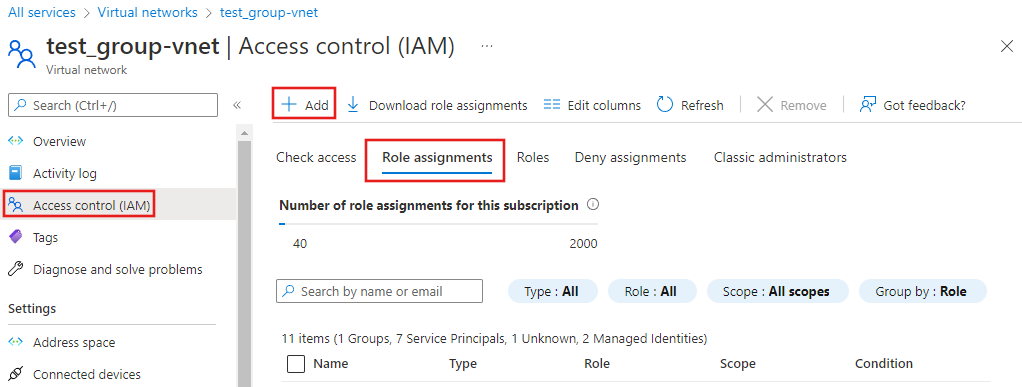 All services > Virtual networks > test_group-vnet
test_group-vnet | Access control (IAM) ...
Virtual network
Search (Ctrl+/) «
+ Add Download role assignments Edit columns Refresh Remove Got feedback?
Overview
Activity log
Access control (IAM)
Tags
Diagnose and solve problems
Settings
Address space
Connected devices
Check access Role assignments Roles Deny assignments Classic administrators
Number of role assignments for this subscription
40 2000
Search by name or email Type : All Role : All Scope : All scopes Group by : Role
11 items (1 Groups, 7 Service Principals, 1 Unknown, 2 Managed Identities)
Name Type Role Scope Condition